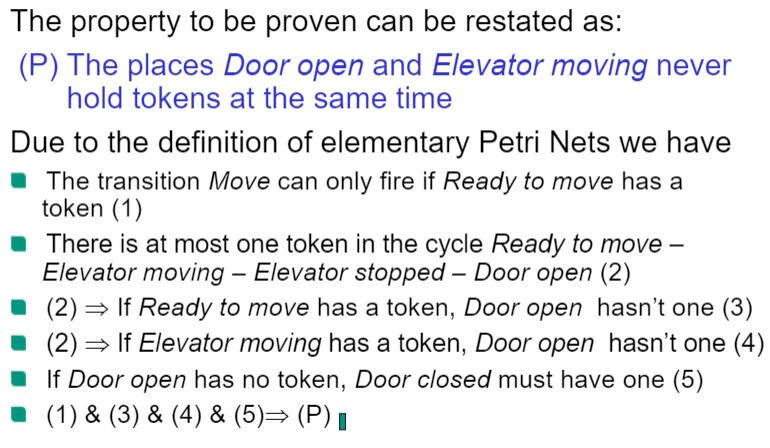 The property to be proven can be restated as:
(P) The places Door open and Elevator moving never
hold tokens at the same time
Due to the definition of elementary Petri Nets we have
The transition Move can only fire if Ready to move has a
token (1)
There is at most one token in the cycle Ready to move –
Elevator moving – Elevator stopped – Door open (2)
(2) ⇒ If Ready to move has a token, Door open hasn't one (3)
(2) ⇒ If Elevator moving has a token, Door open hasn't one (4)
If Door open has no token, Door closed must have one (5)
(1) & (3) & (4) & (5)⇒ (P)